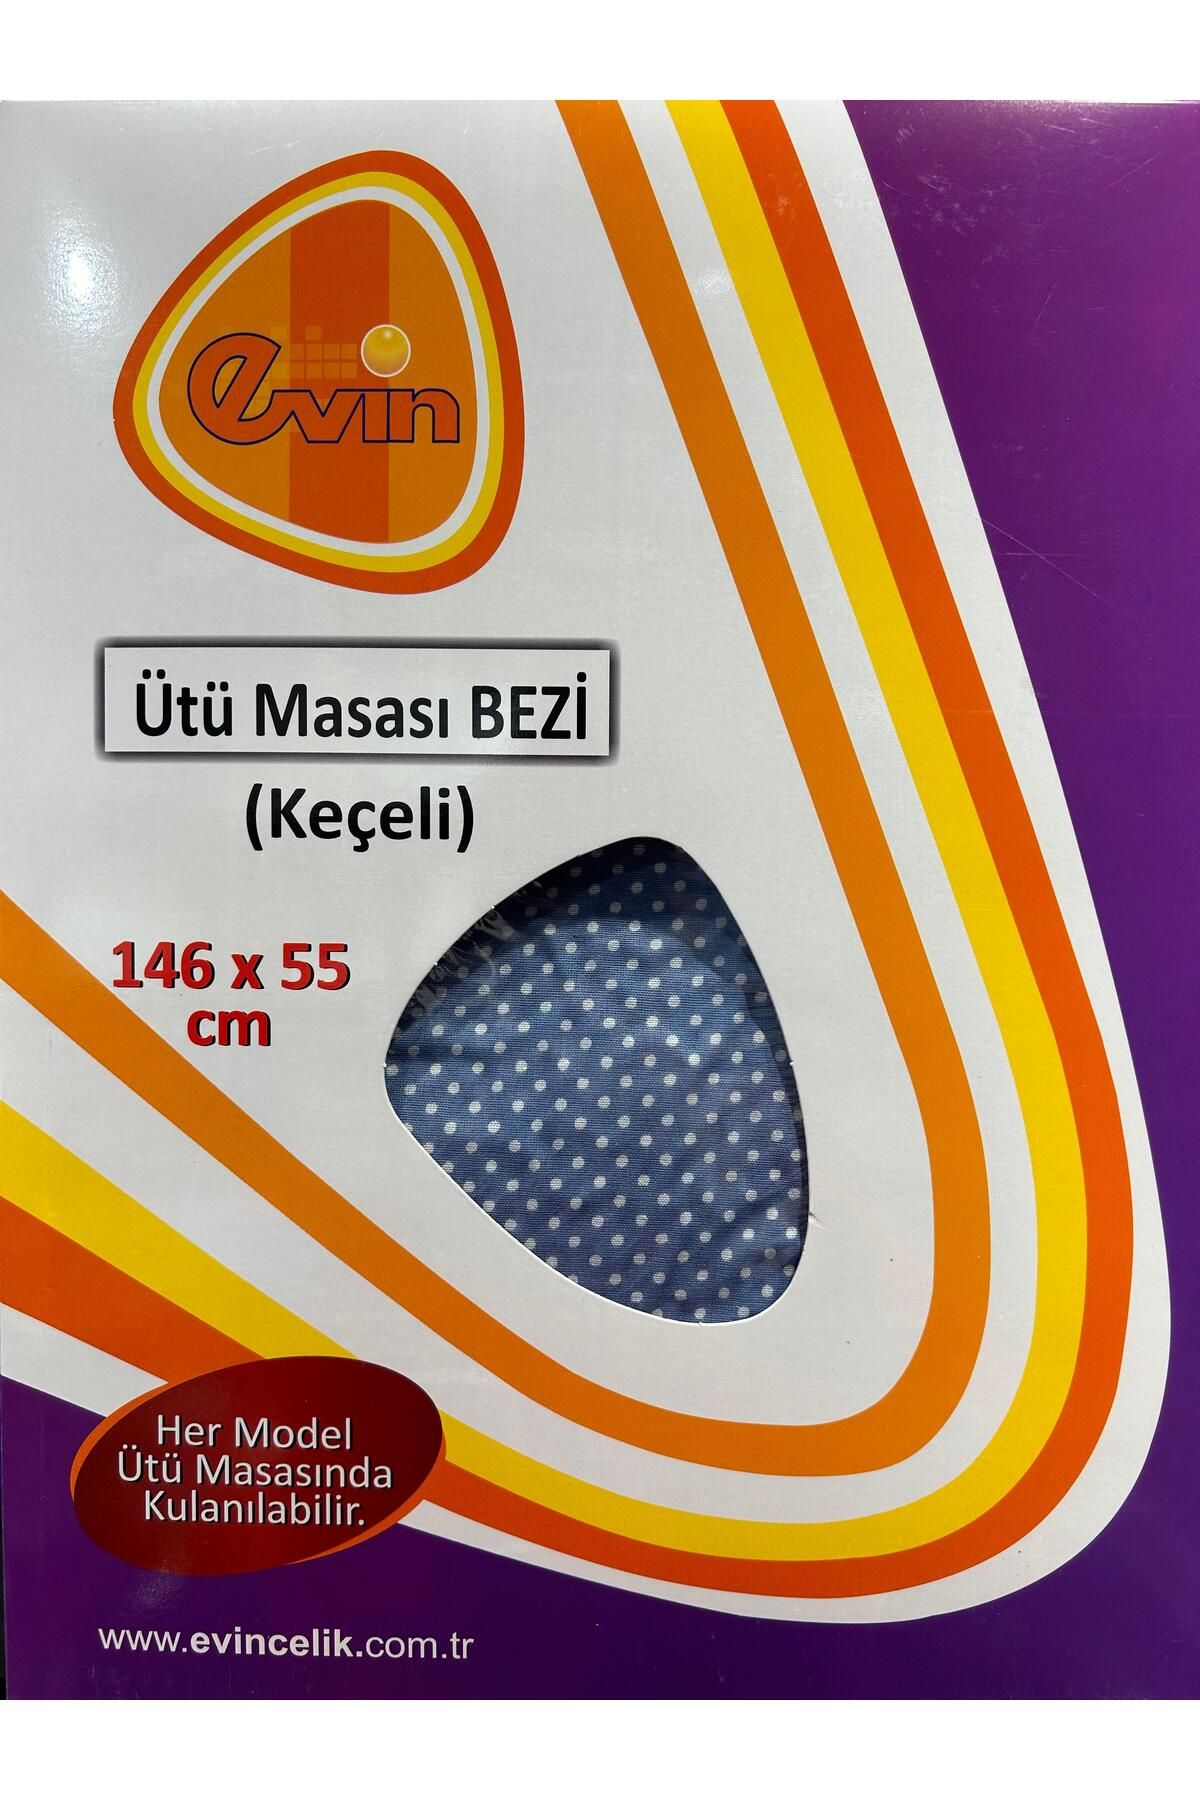 evin
Ütü Masası BEZİ
(Keçeli)
146 x 55
cm
Her Model
Ütü Masasında
Kulanılabilir.
www.evincelik.com.tr